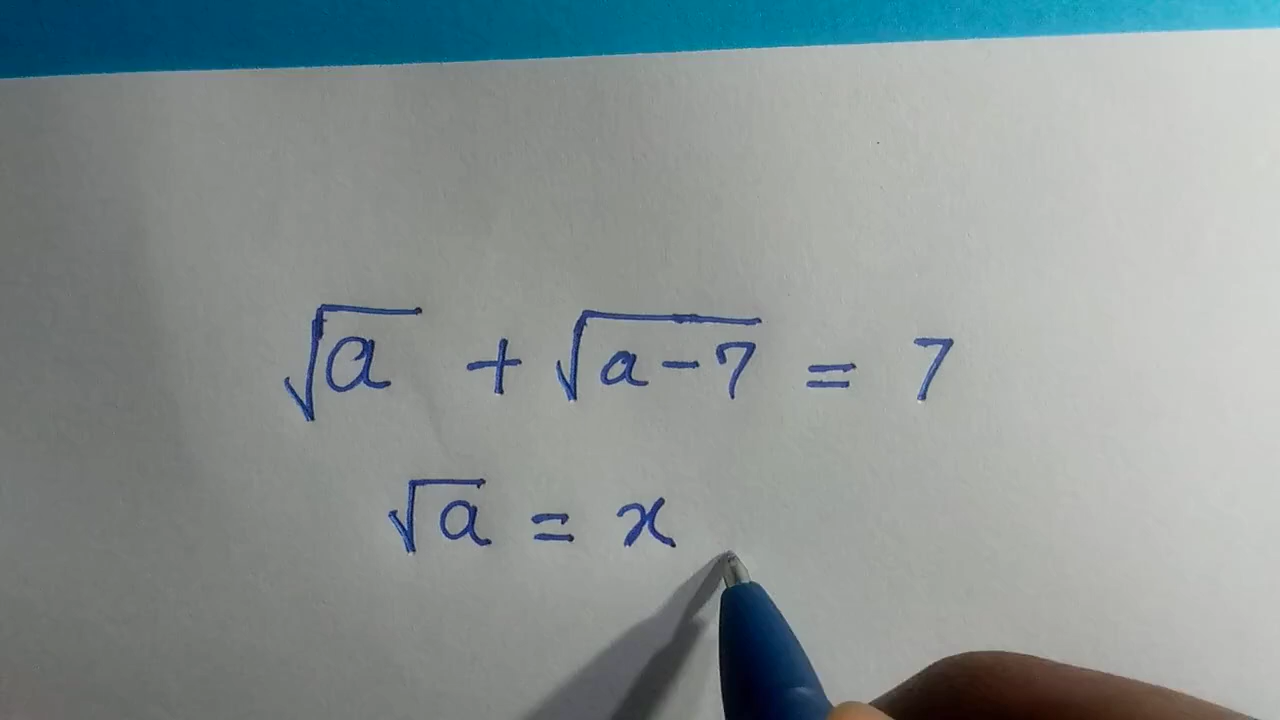 √a + √(a-7) = 7
√a = x